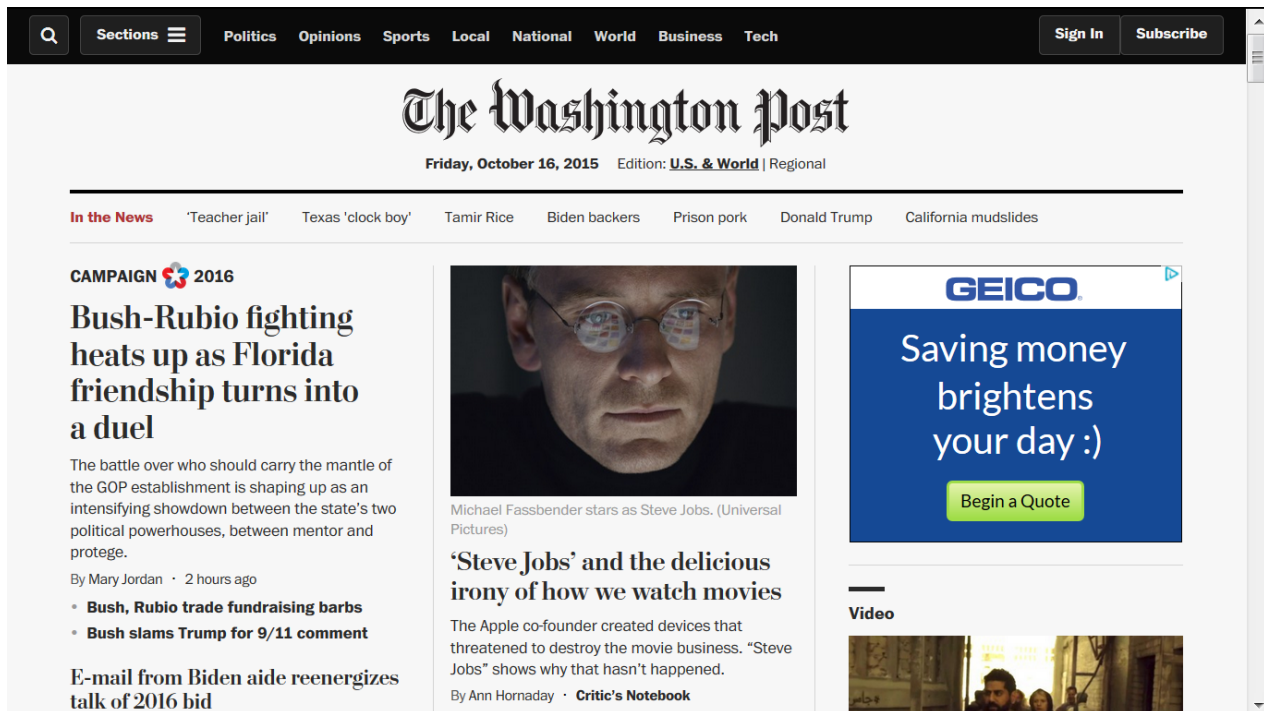 Sections Politics Opinions Sports Local National World Business Tech Sign In Subscribe
The Washington Post
Friday, October 16, 2015 Edition: U.S. & World | Regional
In the News 'Teacher jail' Texas 'clock boy' Tamir Rice Biden backers Prison pork Donald Trump California mudslides
CAMPAIGN 2016
Bush-Rubio fighting
heats up as Florida
friendship turns into
a duel
The battle over who should carry the mantle of
the GOP establishment is shaping up as an
intensifying showdown between the state's two
political powerhouses, between mentor and
protege.
By Mary Jordan · 2 hours ago
• Bush, Rubio trade fundraising barbs
• Bush slams Trump for 9/11 comment
E-mail from Biden aide reenergizes
talk of 2016 bid
Michael Fassbender stars as Steve Jobs. (Universal
Pictures)
‘Steve Jobs’ and the delicious
irony of how we watch movies
The Apple co-founder created devices that
threatened to destroy the movie business. “Steve
Jobs” shows why that hasn’t happened.
By Ann Hornaday · Critic's Notebook
GEICO.
Saving money
brightens
your day :)
Begin a Quote
Video